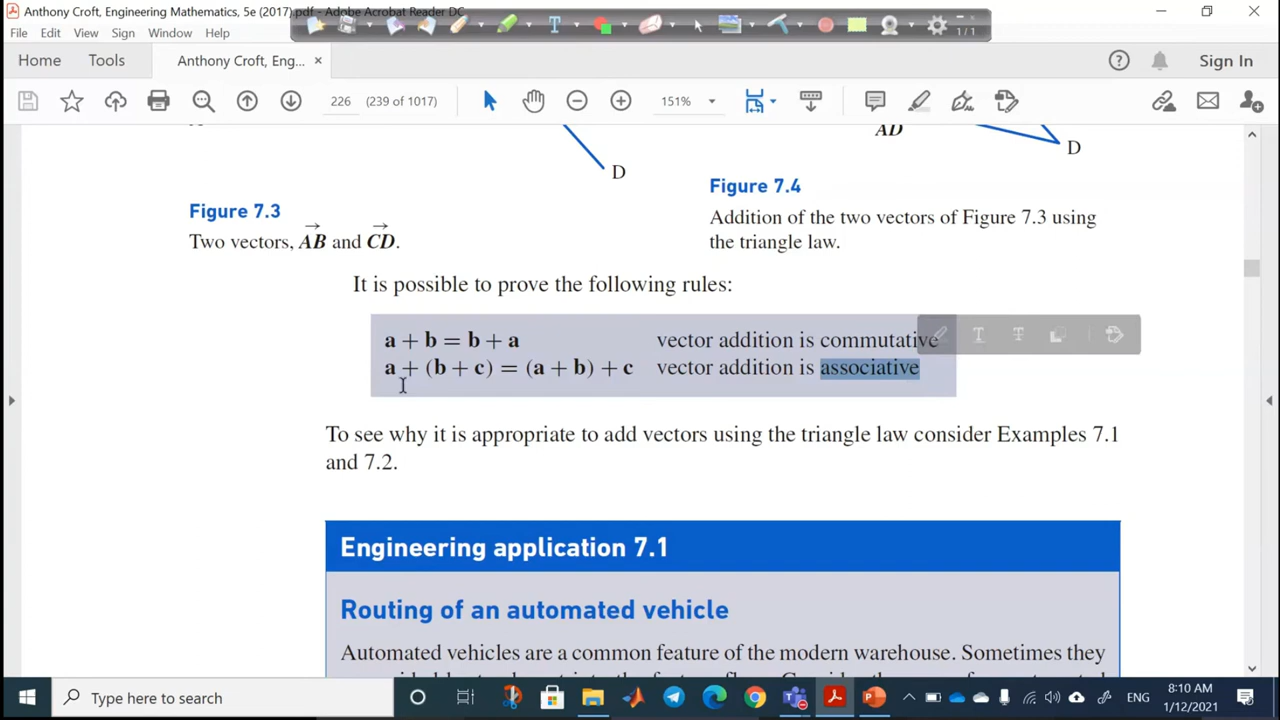 Anthony Croft, Engineering Mathematics, 5e (2017).pdf - Adobe Acrobat Reader DC
File Edit View Sign Window Help
1/1
Home Tools Anthony Croft, Eng... × Sign In
226 (239 of 1017) 151%
AD
D
D
Figure 7.3
Two vectors, AB and CD.
Figure 7.4
Addition of the two vectors of Figure 7.3 using
the triangle law.
It is possible to prove the following rules:
a + b = b + a vector addition is commutative
a + (b + c) = (a + b) + c vector addition is associative
To see why it is appropriate to add vectors using the triangle law consider Examples 7.1
and 7.2.
Engineering application 7.1
Routing of an automated vehicle
Automated vehicles are a common feature of the modern warehouse. Sometimes they
Type here to search
ENG
8:10 AM
1/12/2021